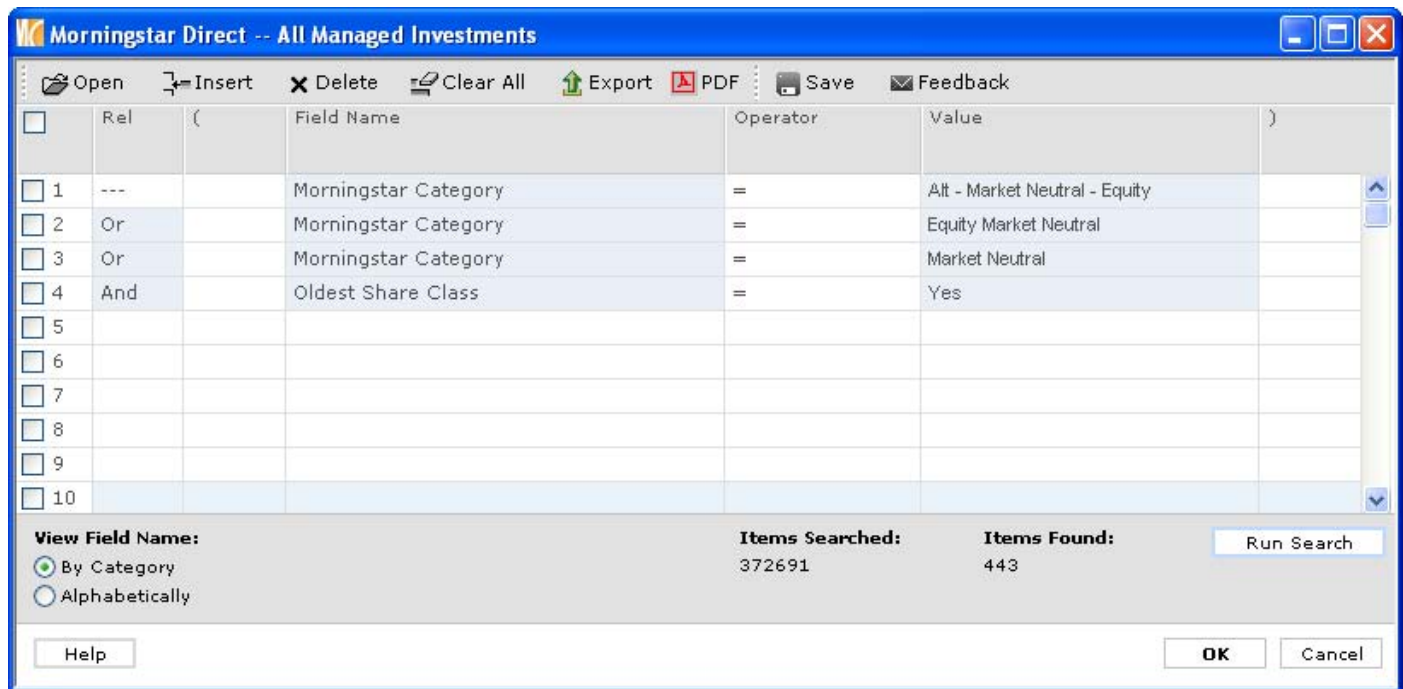 Morningstar Direct -- All Managed Investments
Open Insert Delete Clear All Export PDF Save Feedback
Rel ( Field Name Operator Value )
1 --- Morningstar Category = Alt - Market Neutral - Equity
2 Or Morningstar Category = Equity Market Neutral
3 Or Morningstar Category = Market Neutral
4 And Oldest Share Class = Yes
5
6
7
8
9
10
View Field Name: Items Searched: Items Found: Run Search
By Category 372691 443
Alphabetically
Help OK Cancel